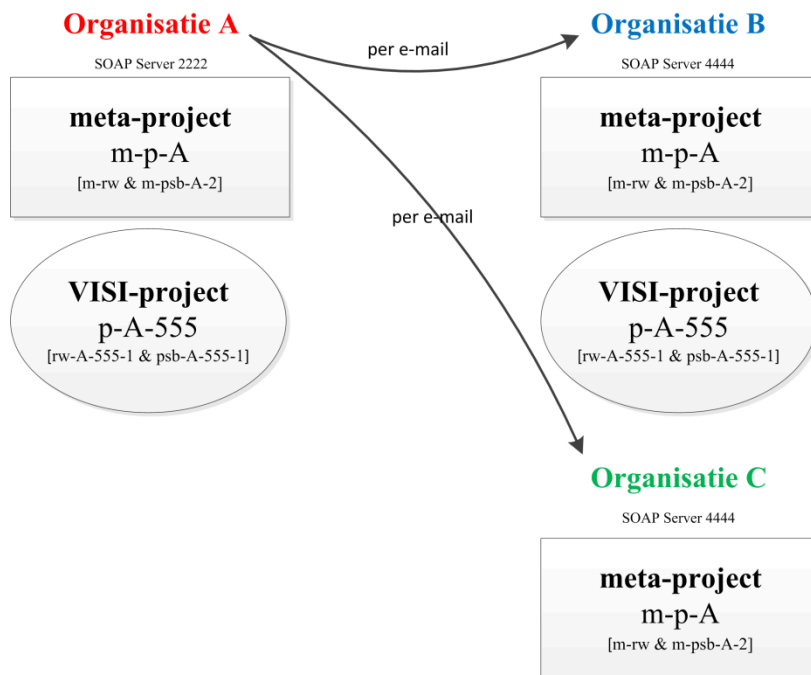 Organisatie A
SOAP Server 2222
meta-project
m-p-A
[m-rw & m-psb-A-2]
VISI-project
p-A-555
[rw-A-555-1 & psb-A-555-1]
per e-mail
per e-mail
Organisatie B
SOAP Server 4444
meta-project
m-p-A
[m-rw & m-psb-A-2]
VISI-project
p-A-555
[rw-A-555-1 & psb-A-555-1]
Organisatie C
SOAP Server 4444
meta-project
m-p-A
[m-rw & m-psb-A-2]